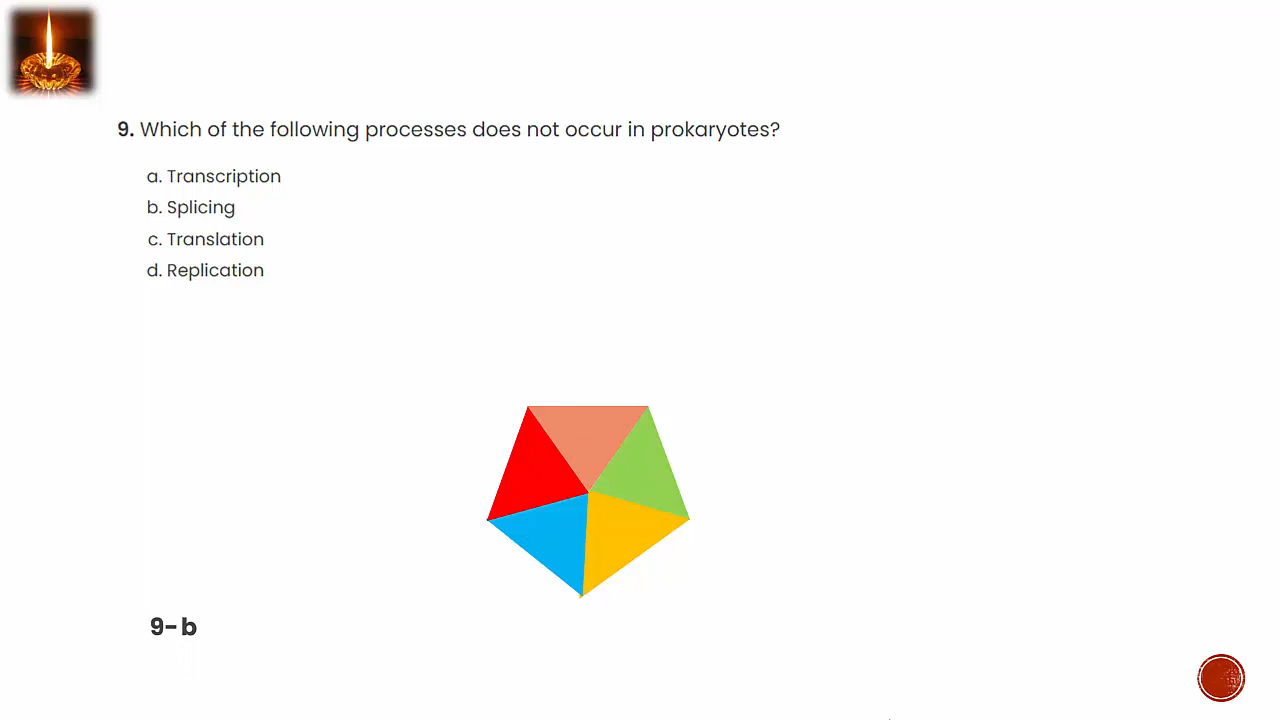 9. Which of the following processes does not occur in prokaryotes?
a. Transcription
b. Splicing
c. Translation
d. Replication
9-b